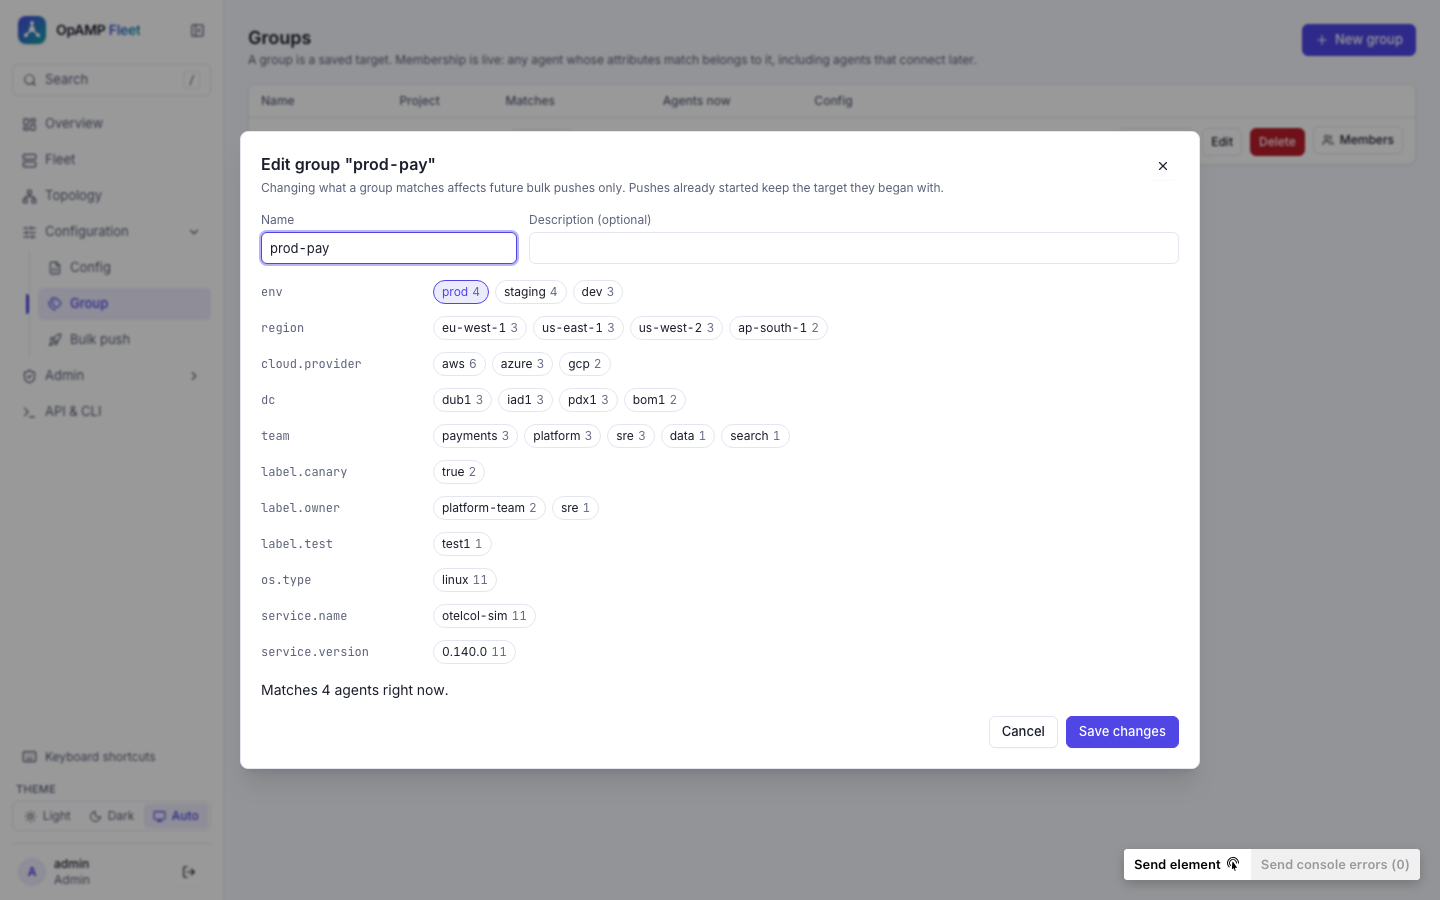 OpAMP Fleet
Search /
Overview
Fleet
Topology
Configuration
Config
Group
Bulk push
Admin
API & CLI
Keyboard shortcuts
THEME
Light Dark Auto
A admin
Admin
Groups
A group is a saved target. Membership is live: any agent whose attributes match belongs to it, including agents that connect later.
+ New group
Name Project Matches Agents now Config
Edit Delete Members
Edit group "prod-pay"
Changing what a group matches affects future bulk pushes only. Pushes already started keep the target they began with.
Name Description (optional)
prod-pay
env prod 4 staging 4 dev 3
region eu-west-1 3 us-east-1 3 us-west-2 3 ap-south-1 2
cloud.provider aws 6 azure 3 gcp 2
dc dub1 3 iad1 3 pdx1 3 bom1 2
team payments 3 platform 3 sre 3 data 1 search 1
label.canary true 2
label.owner platform-team 2 sre 1
label.test test1 1
os.type linux 11
service.name otelcol-sim 11
service.version 0.140.0 11
Matches 4 agents right now.
Cancel Save changes
Send element Send console errors (0)